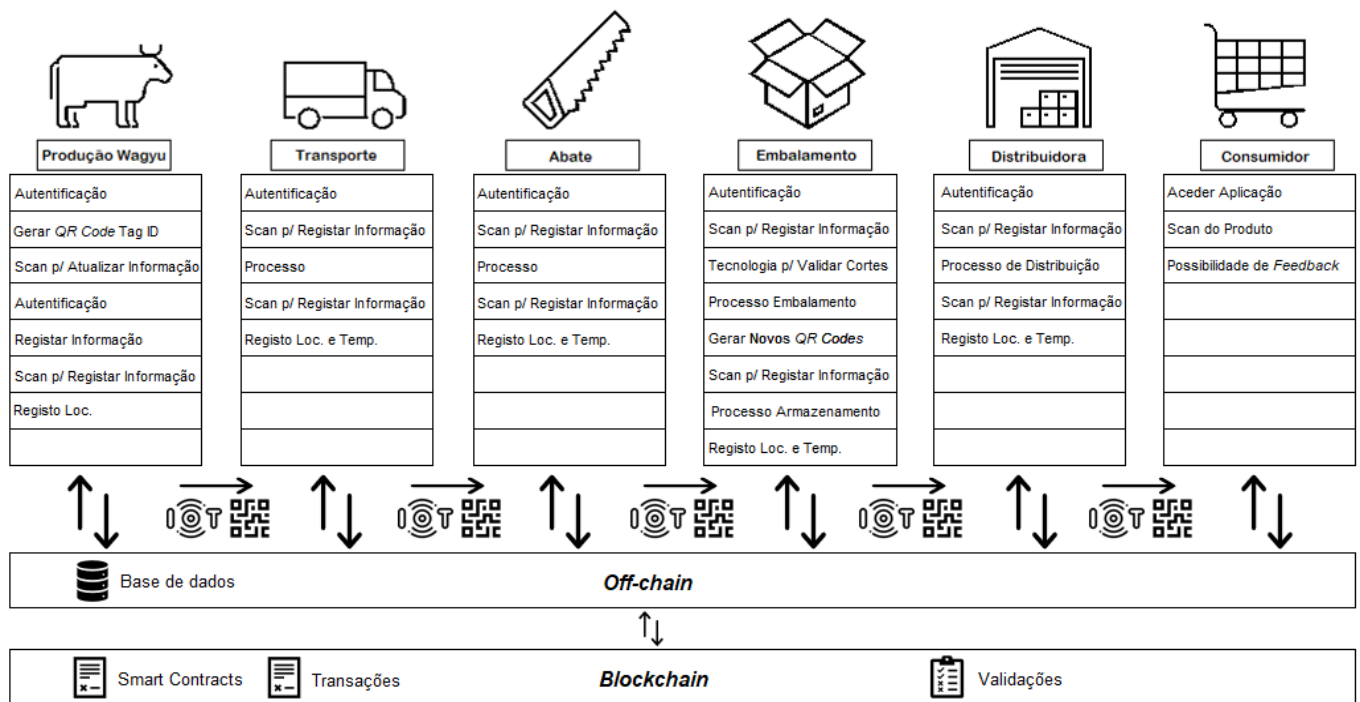 Produção Wagyu
Autentificação
Gerar QR Code Tag ID
Scan p/ Atualizar Informação
Autentificação
Registar Informação
Scan p/ Registar Informação
Registo Loc.
Transporte
Autentificação
Scan p/ Registar Informação
Processo
Scan p/ Registar Informação
Registo Loc. e Temp.
Abate
Autentificação
Scan p/ Registar Informação
Processo
Scan p/ Registar Informação
Registo Loc. e Temp.
Embalamento
Autentificação
Scan p/ Registar Informação
Tecnologia p/ Validar Cortes
Processo Embalamento
Gerar Novos QR Codes
Scan p/ Registar Informação
Processo Armazenamento
Registo Loc. e Temp.
Distribuidora
Autentificação
Scan p/ Registar Informação
Processo de Distribuição
Scan p/ Registar Informação
Registo Loc. e Temp.
Consumidor
Aceder Aplicação
Scan do Produto
Possibilidade de Feedback
IOT
IOT
IOT
IOT
IOT
Base de dados
Off-chain
Smart Contracts
Transações
Blockchain
Validações